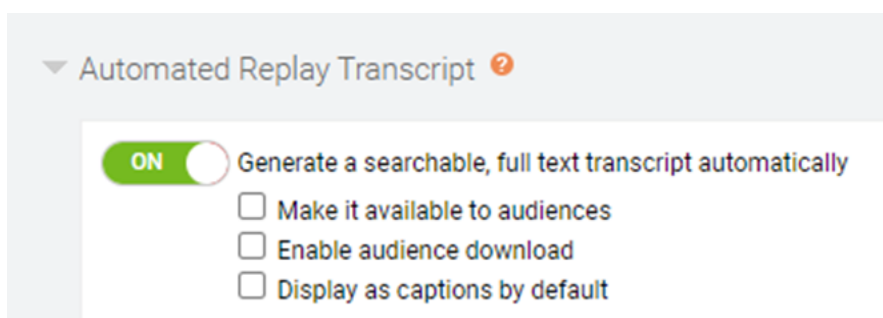 Automated Replay Transcript ?
ON Generate a searchable, full text transcript automatically
Make it available to audiences
Enable audience download
Display as captions by default